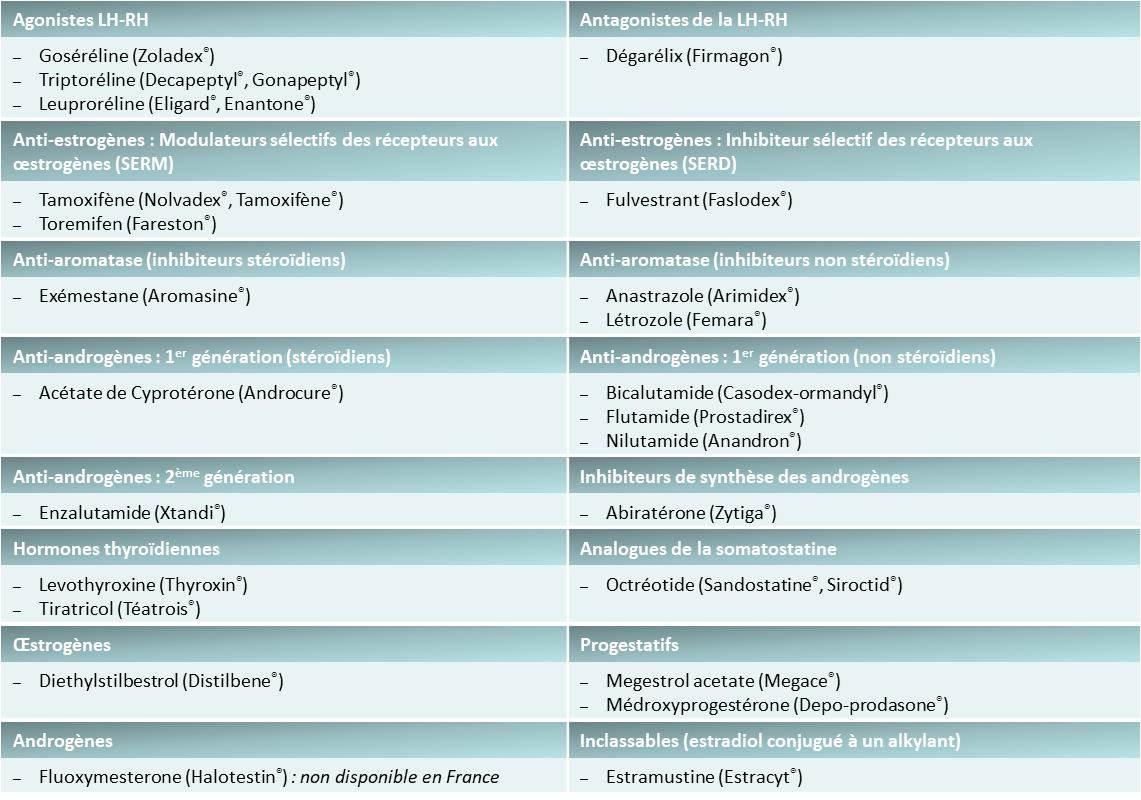 Agonistes LH-RH
Antagonistes de la LH-RH
– Goséréline (Zoladex®)
– Triptoréline (Decapeptyl®, Gonapeptyl®)
– Leuproréline (Eligard®, Enantone®)
– Dégarélix (Firmagon®)
Anti-estrogènes : Modulateurs sélectifs des récepteurs aux
œstrogènes (SERM)
Anti-estrogènes : Inhibiteur sélectif des récepteurs aux
œstrogènes (SERD)
– Tamoxifène (Nolvadex®, Tamoxifène®)
– Toremifen (Fareston®)
– Fulvestrant (Faslodex®)
Anti-aromatase (inhibiteurs stéroïdiens)
Anti-aromatase (inhibiteurs non stéroïdiens)
– Exémestane (Aromasine®)
– Anastrazole (Arimidex®)
– Létrozole (Femara®)
Anti-androgènes : 1er génération (stéroïdiens)
Anti-androgènes : 1er génération (non stéroïdiens)
– Acétate de Cyprotérone (Androcure®)
– Bicalutamide (Casodex-ormandyl®)
– Flutamide (Prostadirex®)
– Nilutamide (Anandron®)
Anti-androgènes : 2ème génération
Inhibiteurs de synthèse des androgènes
– Enzalutamide (Xtandi®)
– Abiratérone (Zytiga®)
Hormones thyroïdiennes
Analogues de la somatostatine
– Levothyroxine (Thyroxin®)
– Tiratricol (Téatrois®)
– Octréotide (Sandostatine®, Siroctid®)
Œstrogènes
Progestatifs
– Diethylstilbestrol (Distilbene®)
– Megestrol acetate (Megace®)
– Médroxyprogestérone (Depo-prodasone®)
Androgènes
Inclassables (estradiol conjugué à un alkylant)
– Fluoxymesterone (Halotestin®) : non disponible en France
– Estramustine (Estracyt®)